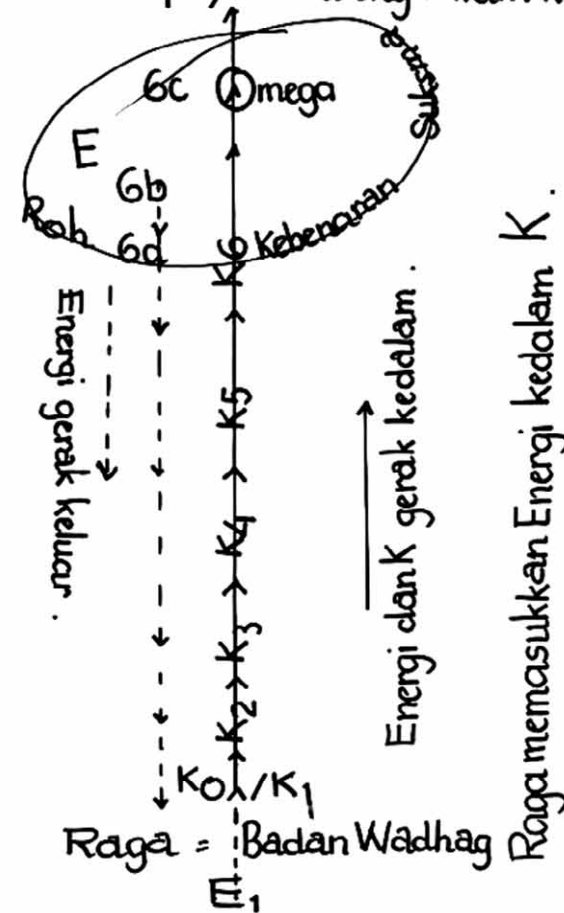 6c Omega
Suksma
E
6b
Roh
6d
K6 Kebenaran
K5
K4
K3
K2
K0/K1
Energi gerak keluar.
Energi dan K gerak kedalam.
Raga memasukkan Energi kedalam K.
Raga = Badan Wadhag
E1